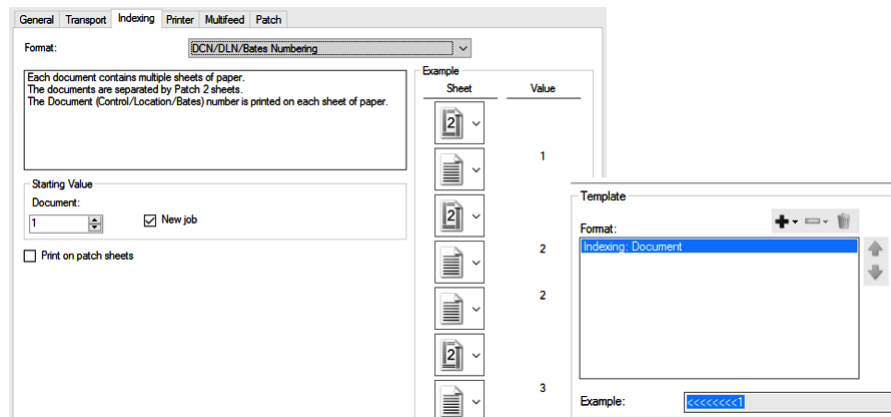 General Transport Indexing Printer Multifeed Patch
Format: DCN/DLN/Bates Numbering
Each document contains multiple sheets of paper.
The documents are separated by Patch 2 sheets.
The Document (Control/Location/Bates) number is printed on each sheet of paper.
Starting Value
Document:
1
New job
Print on patch sheets
Example
Sheet Value
2
1
2
2
2
2
3
Template
Format:
Indexing: Document
Example: <<<<<<<<1